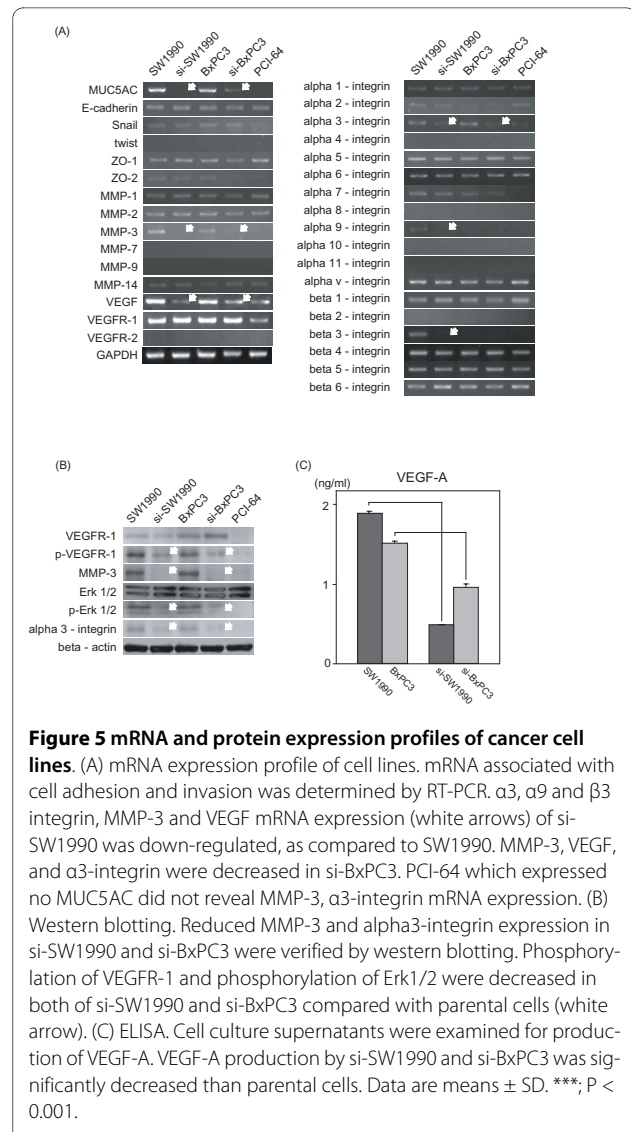 (A)
SW1990
si-SW1990
BxPC3
si-BxPC3
PCI-64
MUC5AC
E-cadherin
Snail
twist
ZO-1
ZO-2
MMP-1
MMP-2
MMP-3
MMP-7
MMP-9
MMP-14
VEGF
VEGFR-1
VEGFR-2
GAPDH
SW1990
si-SW1990
BxPC3
si-BxPC3
PCI-64
alpha 1 - integrin
alpha 2 - integrin
alpha 3 - integrin
alpha 4 - integrin
alpha 5 - integrin
alpha 6 - integrin
alpha 7 - integrin
alpha 8 - integrin
alpha 9 - integrin
alpha 10 - integrin
alpha 11 - integrin
alpha v - integrin
beta 1 - integrin
beta 2 - integrin
beta 3 - integrin
beta 4 - integrin
beta 5 - integrin
beta 6 - integrin
(B)
SW1990
si-SW1990
BxPC3
si-BxPC3
PCI-64
VEGFR-1
p-VEGFR-1
MMP-3
Erk 1/2
p-Erk 1/2
alpha 3 - integrin
beta - actin
(C)
VEGF-A
(ng/ml)
2
1
0
SW1990
BxPC3
si-SW1990
si-BxPC3
Figure 5 mRNA and protein expression profiles of cancer cell
lines. (A) mRNA expression profile of cell lines. mRNA associated with
cell adhesion and invasion was determined by RT-PCR. α3, α9 and β3
integrin, MMP-3 and VEGF mRNA expression (white arrows) of si-
SW1990 was down-regulated, as compared to SW1990. MMP-3, VEGF,
and α3-integrin were decreased in si-BxPC3. PCI-64 which expressed
no MUC5AC did not reveal MMP-3, α3-integrin mRNA expression. (B)
Western blotting. Reduced MMP-3 and alpha3-integrin expression in
si-SW1990 and si-BxPC3 were verified by western blotting. Phosphory-
lation of VEGFR-1 and phosphorylation of Erk1/2 were decreased in
both of si-SW1990 and si-BxPC3 compared with parental cells (white
arrow). (C) ELISA. Cell culture supernatants were examined for produc-
tion of VEGF-A. VEGF-A production by si-SW1990 and si-BxPC3 was sig-
nificantly decreased than parental cells. Data are means ± SD. ***; P <
0.001.